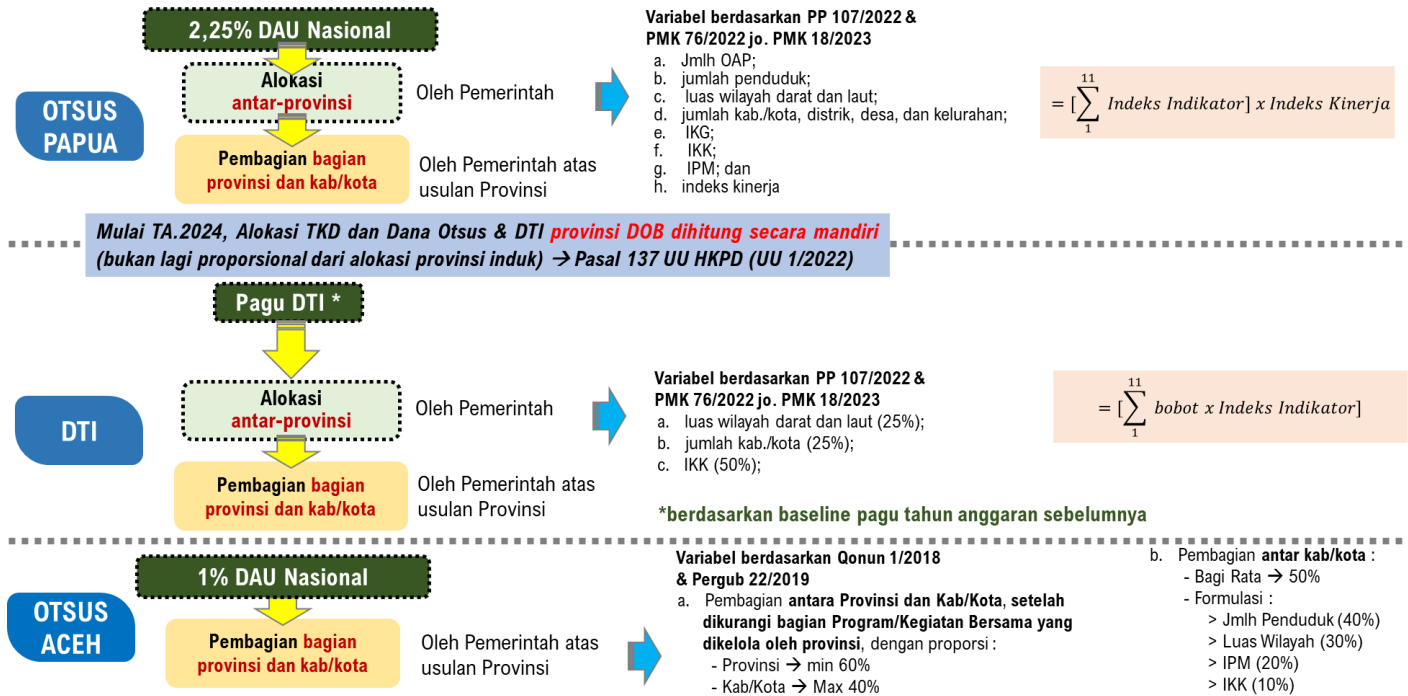 OTSUS
PAPUA
2,25% DAU Nasional
Alokasi
antar-provinsi
Oleh Pemerintah
Pembagian bagian
provinsi dan kab/kota
Oleh Pemerintah atas
usulan Provinsi
Variabel berdasarkan PP 107/2022 &
PMK 76/2022 jo. PMK 18/2023
a. Jmlh OAP;
b. jumlah penduduk;
c. luas wilayah darat dan laut;
d. jumlah kab./kota, distrik, desa, dan kelurahan;
e. IKG;
f. IKK;
g. IPM; dan
h. indeks kinerja
= [∑₁¹¹ Indeks Indikator] x Indeks Kinerja
Mulai TA.2024, Alokasi TKD dan Dana Otsus & DTI provinsi DOB dihitung secara mandiri
(bukan lagi proporsional dari alokasi provinsi induk) → Pasal 137 UU HKPD (UU 1/2022)
DTI
Pagu DTI *
Alokasi
antar-provinsi
Oleh Pemerintah
Pembagian bagian
provinsi dan kab/kota
Oleh Pemerintah atas
usulan Provinsi
Variabel berdasarkan PP 107/2022 &
PMK 76/2022 jo. PMK 18/2023
a. luas wilayah darat dan laut (25%);
b. jumlah kab./kota (25%);
c. IKK (50%);
= [∑₁¹¹ bobot x Indeks Indikator]
*berdasarkan baseline pagu tahun anggaran sebelumnya
OTSUS
ACEH
1% DAU Nasional
Pembagian bagian
provinsi dan kab/kota
Oleh Pemerintah atas
usulan Provinsi
Variabel berdasarkan Qonun 1/2018
& Pergub 22/2019
a. Pembagian antara Provinsi dan Kab/Kota, setelah
dikurangi bagian Program/Kegiatan Bersama yang
dikelola oleh provinsi, dengan proporsi :
- Provinsi → min 60%
- Kab/Kota → Max 40%
b. Pembagian antar kab/kota :
- Bagi Rata → 50%
- Formulasi :
> Jmlh Penduduk (40%)
> Luas Wilayah (30%)
> IPM (20%)
> IKK (10%)